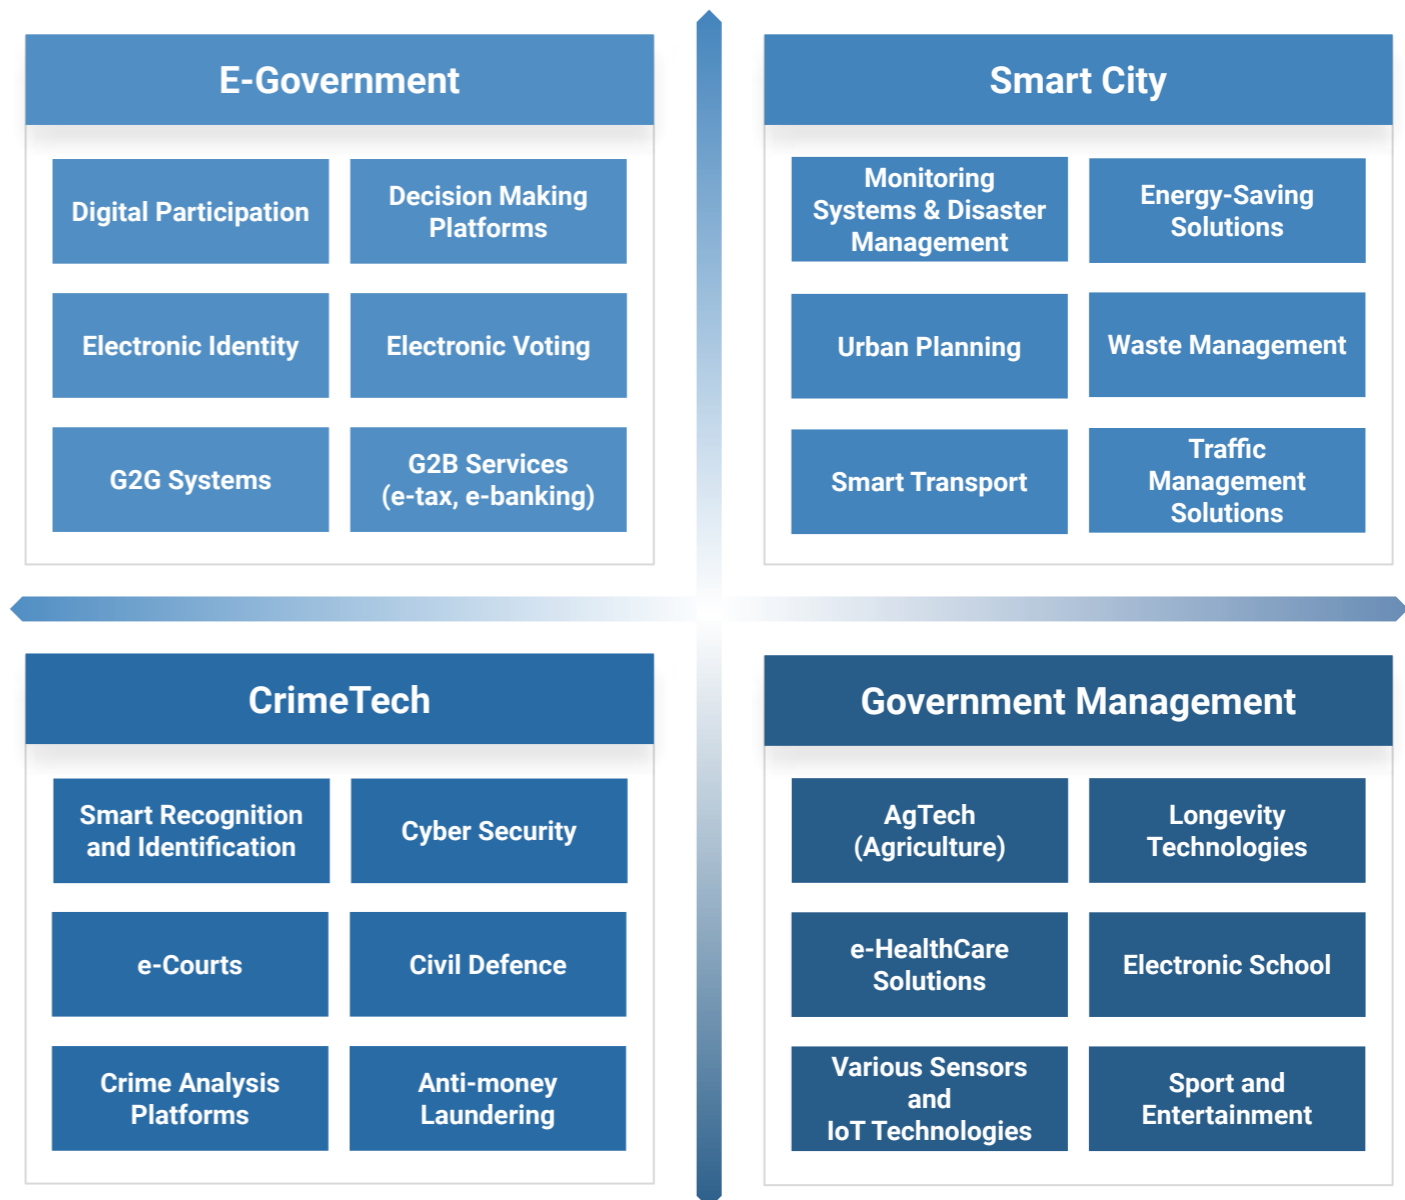 E-Government
Digital Participation
Decision Making
Platforms
Electronic Identity
Electronic Voting
G2G Systems
G2B Services
(e-tax, e-banking)
Smart City
Monitoring
Systems & Disaster
Management
Energy-Saving
Solutions
Urban Planning
Waste Management
Smart Transport
Traffic
Management
Solutions
CrimeTech
Smart Recognition
and Identification
Cyber Security
e-Courts
Civil Defence
Crime Analysis
Platforms
Anti-money
Laundering
Government Management
AgTech
(Agriculture)
Longevity
Technologies
e-HealthCare
Solutions
Electronic School
Various Sensors
and
IoT Technologies
Sport and
Entertainment